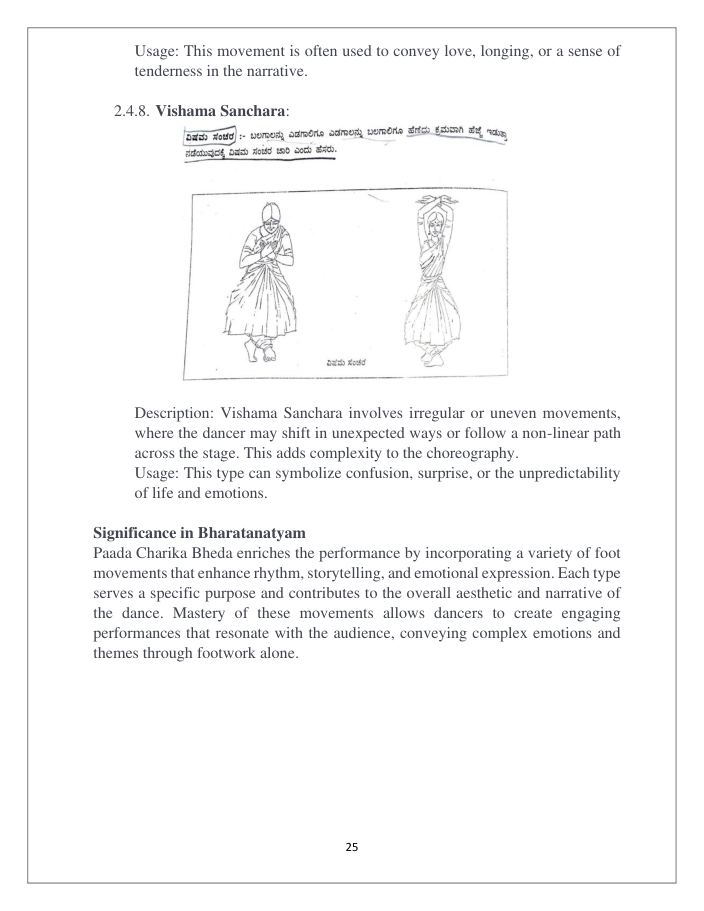 Usage: This movement is often used to convey love, longing, or a sense of
tenderness in the narrative.
2.4.8. Vishama Sanchara:
ವಿಷಮ ಸಂಚರ :- ಬಲಗಾಲನ್ನು ಎಡಗಾಲಿಗೂ ಎಡಗಾಲನ್ನು ಬಲಗಾಲಿಗೂ ಹೆಣೆದು ಕ್ರಮವಾಗಿ ಹೆಜ್ಜೆ ಇಡುತ್ತಾ
ನಡೆಯುವುದಕ್ಕೆ ವಿಷಮ ಸಂಚರ ಚಾರಿ ಎಂದು ಹೆಸರು.
ವಿಷಮ ಸಂಚರ
Description: Vishama Sanchara involves irregular or uneven movements,
where the dancer may shift in unexpected ways or follow a non-linear path
across the stage. This adds complexity to the choreography.
Usage: This type can symbolize confusion, surprise, or the unpredictability
of life and emotions.
Significance in Bharatanatyam
Paada Charika Bheda enriches the performance by incorporating a variety of foot
movements that enhance rhythm, storytelling, and emotional expression. Each type
serves a specific purpose and contributes to the overall aesthetic and narrative of
the dance. Mastery of these movements allows dancers to create engaging
performances that resonate with the audience, conveying complex emotions and
themes through footwork alone.
25